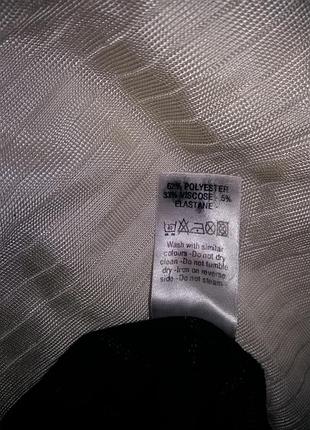 62% POLYESTER
33% VISCOSE - 5%
ELASTANE
Wash with similar
colours -Do not dry
clean -Do not tumble
dry -Iron on reverse
side -Do not steam